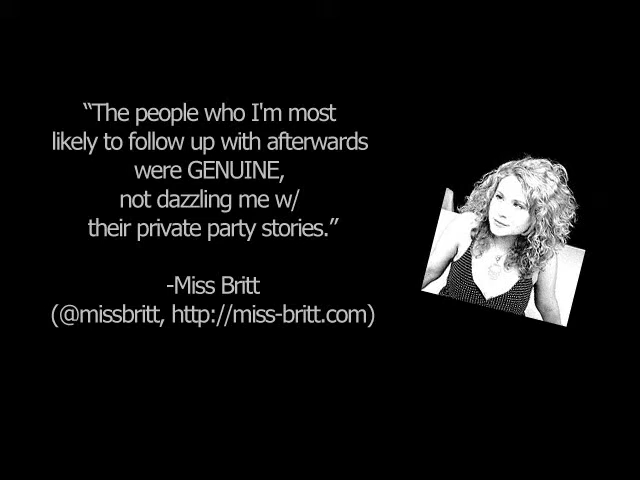 “The people who I'm most
likely to follow up with afterwards
were GENUINE,
not dazzling me w/
their private party stories.”
-Miss Britt
(@missbritt, http://miss-britt.com)